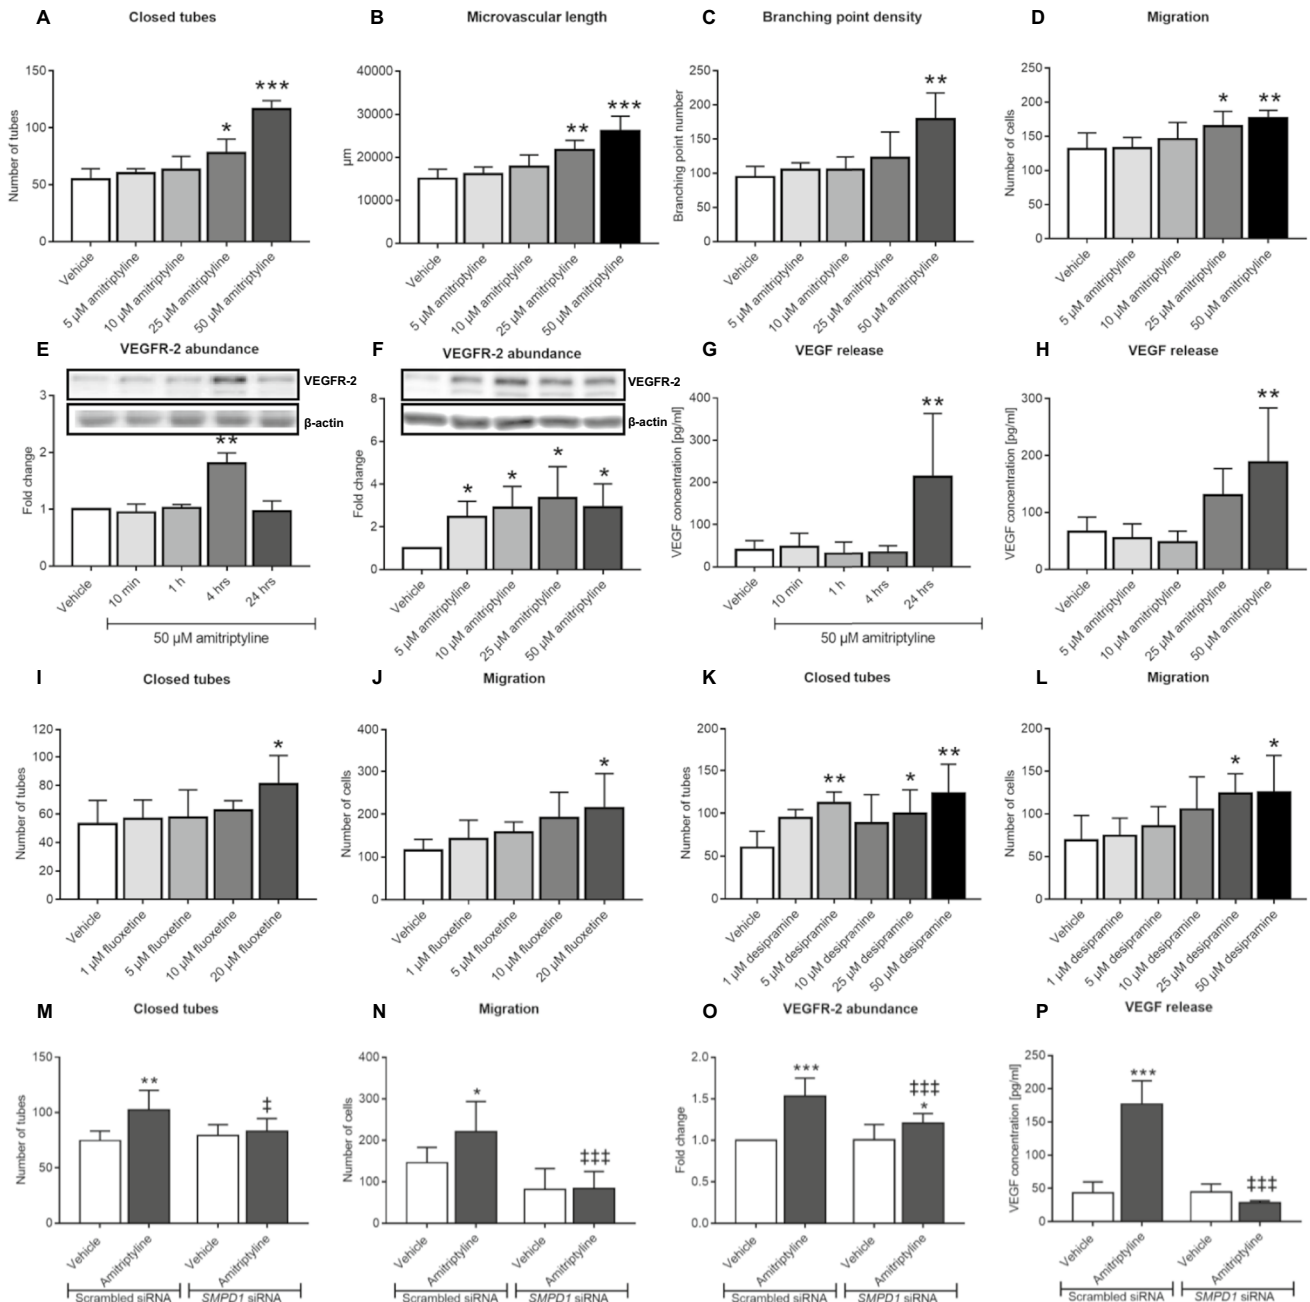 A Closed tubes
Number of tubes
150
100
50
0
***
*
Vehicle
5 µM amitriptyline
10 µM amitriptyline
25 µM amitriptyline
50 µM amitriptyline
B Microvascular length
µm
40000
30000
20000
10000
0
**
***
Vehicle
5 µM amitriptyline
10 µM amitriptyline
25 µM amitriptyline
50 µM amitriptyline
C Branching point density
Branching point number
250
200
150
100
50
0
**
Vehicle
5 µM amitriptyline
10 µM amitriptyline
25 µM amitriptyline
50 µM amitriptyline
D Migration
Number of cells
250
200
150
100
50
0
* **
Vehicle
5 µM amitriptyline
10 µM amitriptyline
25 µM amitriptyline
50 µM amitriptyline
E VEGFR-2 abundance
VEGFR-2
β-actin
Fold change
3
2
1
0
**
Vehicle
10 min
1 h
4 hrs
24 hrs
50 µM amitriptyline
F VEGFR-2 abundance
VEGFR-2
β-actin
Fold change
8
6
4
2
0
* * * *
Vehicle
5 µM amitriptyline
10 µM amitriptyline
25 µM amitriptyline
50 µM amitriptyline
G VEGF release
VEGF concentration [pg/ml]
400
300
200
100
0
**
Vehicle
10 min
1 h
4 hrs
24 hrs
50 µM amitriptyline
H VEGF release
VEGF concentration [pg/ml]
300
200
100
0
**
Vehicle
5 µM amitriptyline
10 µM amitriptyline
25 µM amitriptyline
50 µM amitriptyline
I Closed tubes
Number of tubes
120
100
80
60
40
20
0
*
Vehicle
1 µM fluoxetine
5 µM fluoxetine
10 µM fluoxetine
20 µM fluoxetine
J Migration
Number of cells
400
300
200
100
0
*
Vehicle
1 µM fluoxetine
5 µM fluoxetine
10 µM fluoxetine
20 µM fluoxetine
K Closed tubes
Number of tubes
200
150
100
50
0
** * **
Vehicle
1 µM desipramine
5 µM desipramine
10 µM desipramine
25 µM desipramine
50 µM desipramine
L Migration
Number of cells
200
150
100
50
0
* *
Vehicle
1 µM desipramine
5 µM desipramine
10 µM desipramine
25 µM desipramine
50 µM desipramine
M Closed tubes
Number of tubes
150
100
50
0
** ‡
Vehicle
Amitriptyline
Vehicle
Amitriptyline
Scrambled siRNA SMPD1 siRNA
N Migration
Number of cells
400
300
200
100
0
* ‡‡‡
Vehicle
Amitriptyline
Vehicle
Amitriptyline
Scrambled siRNA SMPD1 siRNA
O VEGFR-2 abundance
Fold change
2.0
1.5
1.0
0.5
0.0
*** ‡‡‡
*
Vehicle
Amitriptyline
Vehicle
Amitriptyline
Scrambled siRNA SMPD1 siRNA
P VEGF release
VEGF concentration [pg/ml]
250
200
150
100
50
0
*** ‡‡‡
Vehicle
Amitriptyline
Vehicle
Amitriptyline
Scrambled siRNA SMPD1 siRNA